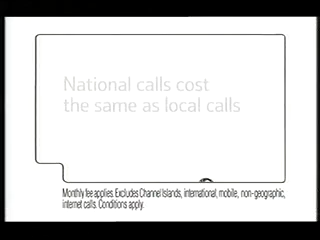 National calls cost
the same as local calls
Monthly fee applies. Excludes Channel Islands, international, mobile, non-geographic,
internet calls. Conditions apply.